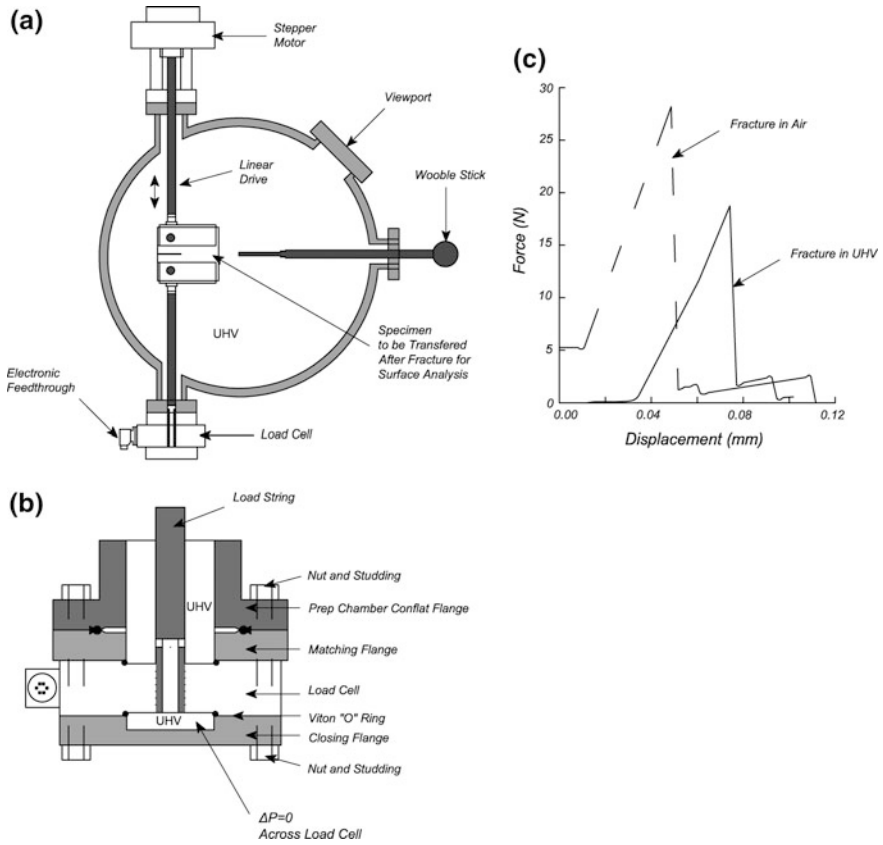 (a)
Stepper
Motor
Viewport
Linear
Drive
Wooble Stick
UHV
Specimen
to be Transfered
After Fracture for
Surface Analysis
Electronic
Feedthrough
Load Cell
(b)
Load String
Nut and Studding
UHV
Prep Chamber Conflat Flange
Matching Flange
Load Cell
UHV
Viton "O" Ring
Closing Flange
Nut and Studding
ΔP=0
Across Load Cell
(c)
30
25
20
15
10
5
0
Force (N)
Fracture in Air
Fracture in UHV
0.00
0.04
0.08
0.12
Displacement (mm)